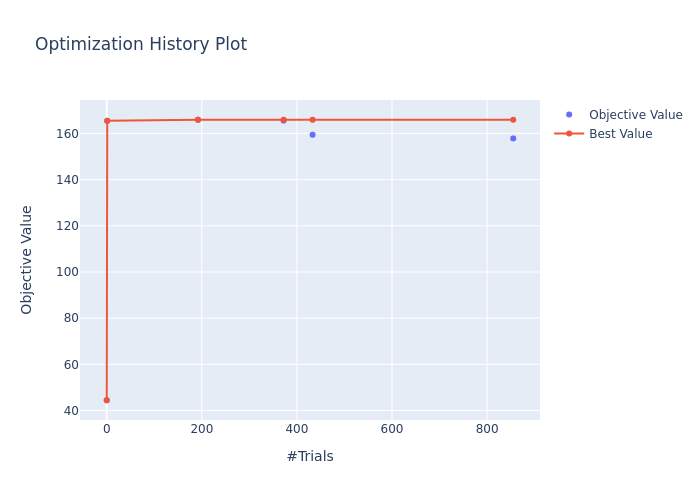 Optimization History Plot
Objective Value
Best Value
160
140
120
100
80
60
40
Objective Value
0 200 400 600 800
#Trials